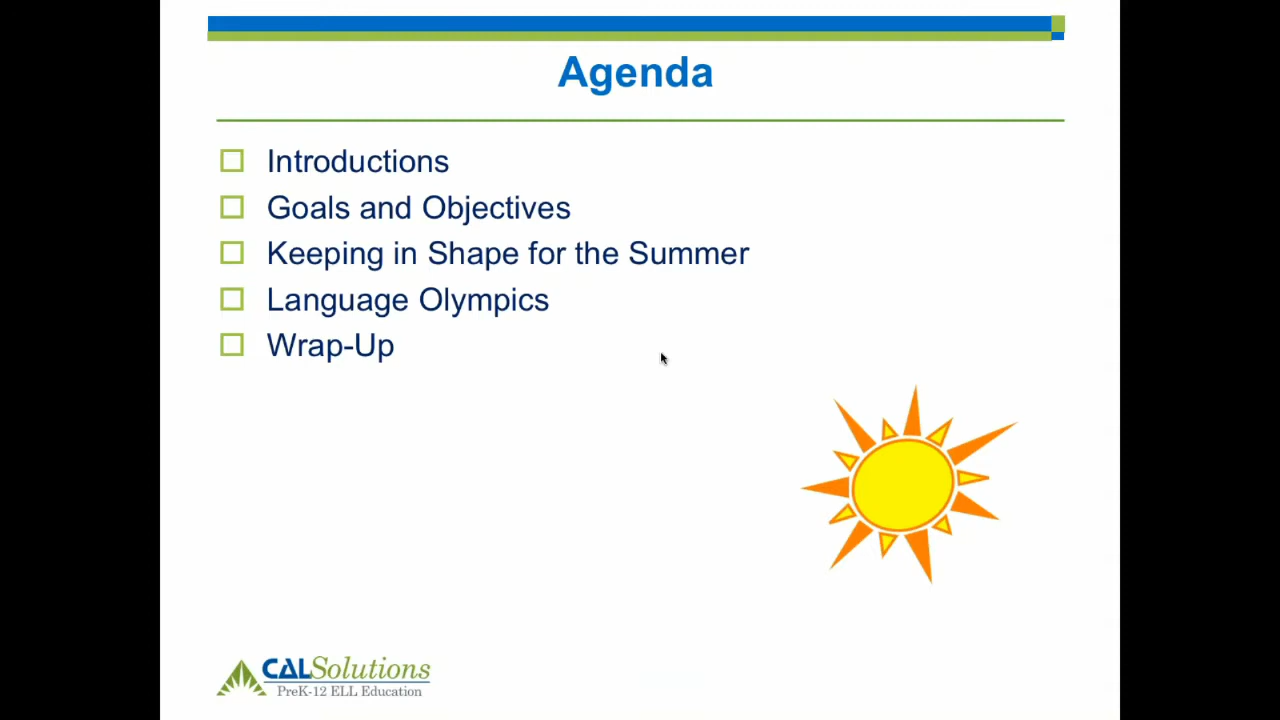 Agenda
Introductions
Goals and Objectives
Keeping in Shape for the Summer
Language Olympics
Wrap-Up
CALSolutions
PreK-12 ELL Education